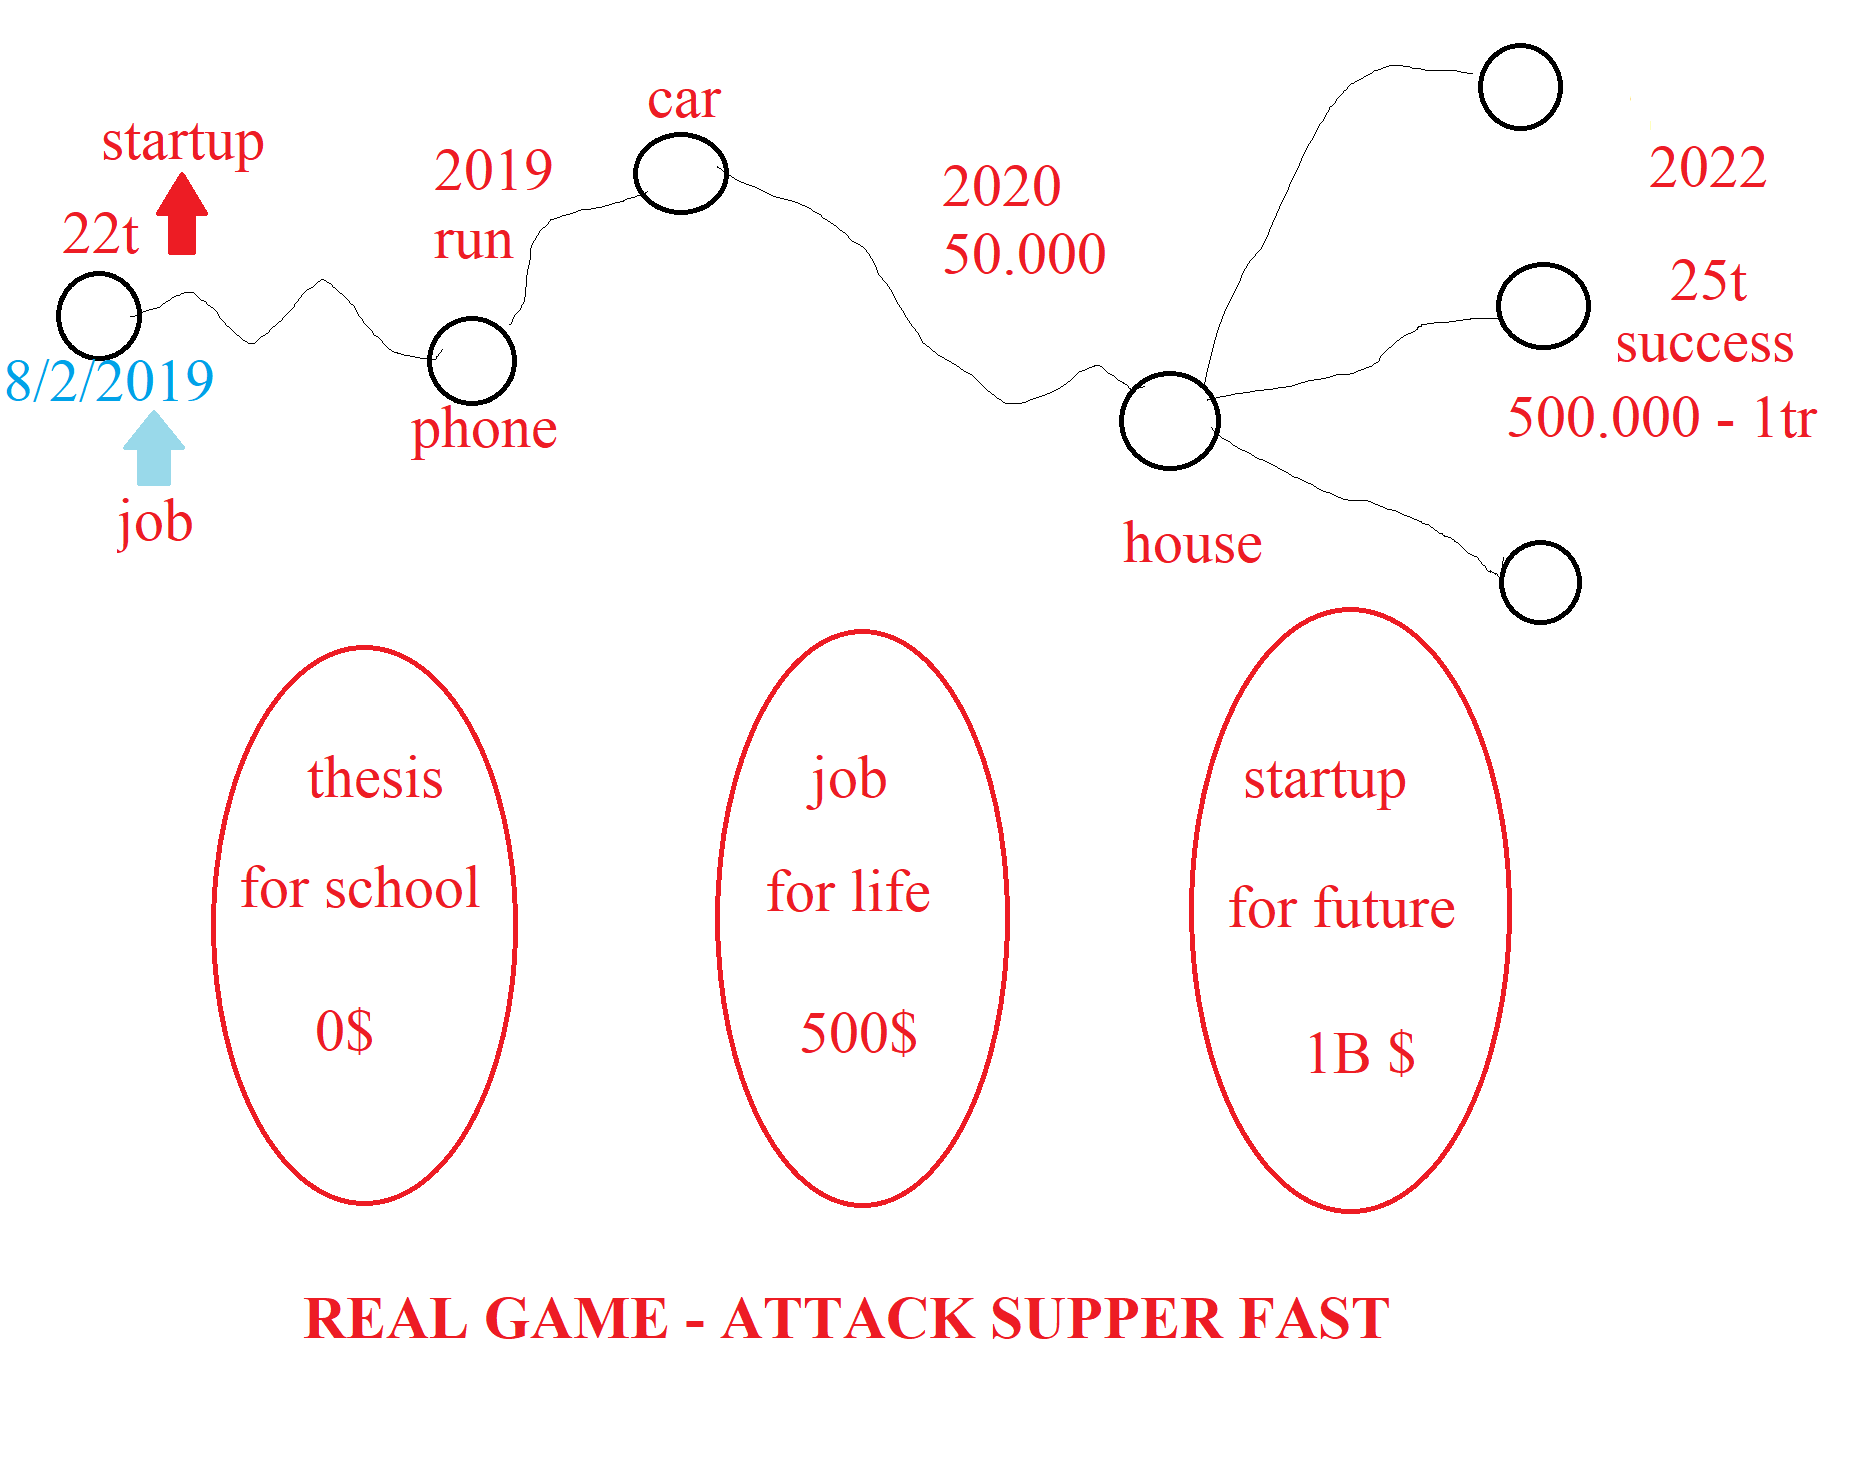 startup
22t
8/2/2019
job
2019
run
phone
car
2020
50.000
house
2022
25t
success
500.000 - 1tr
thesis
for school
0$
job
for life
500$
startup
for future
1B $
REAL GAME - ATTACK SUPPER FAST